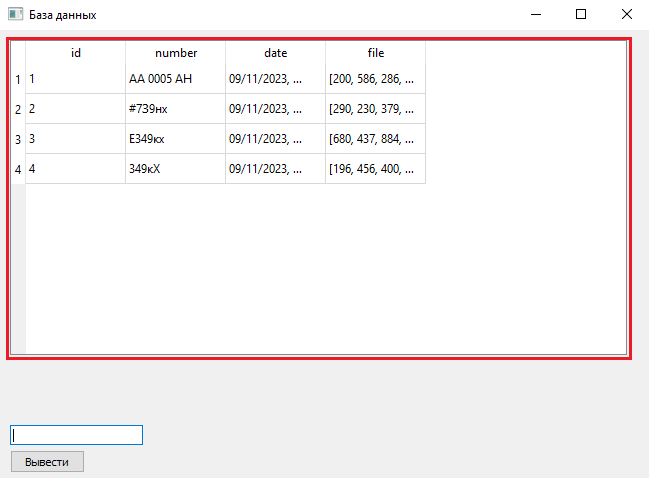 База данных
id number date file
1 1 AA 0005 AH 09/11/2023, ... [200, 586, 286, ...
2 2 #739нх 09/11/2023, ... [290, 230, 379, ...
3 3 E349кх 09/11/2023, ... [680, 437, 884, ...
4 4 349кХ 09/11/2023, ... [196, 456, 400, ...
Вывести